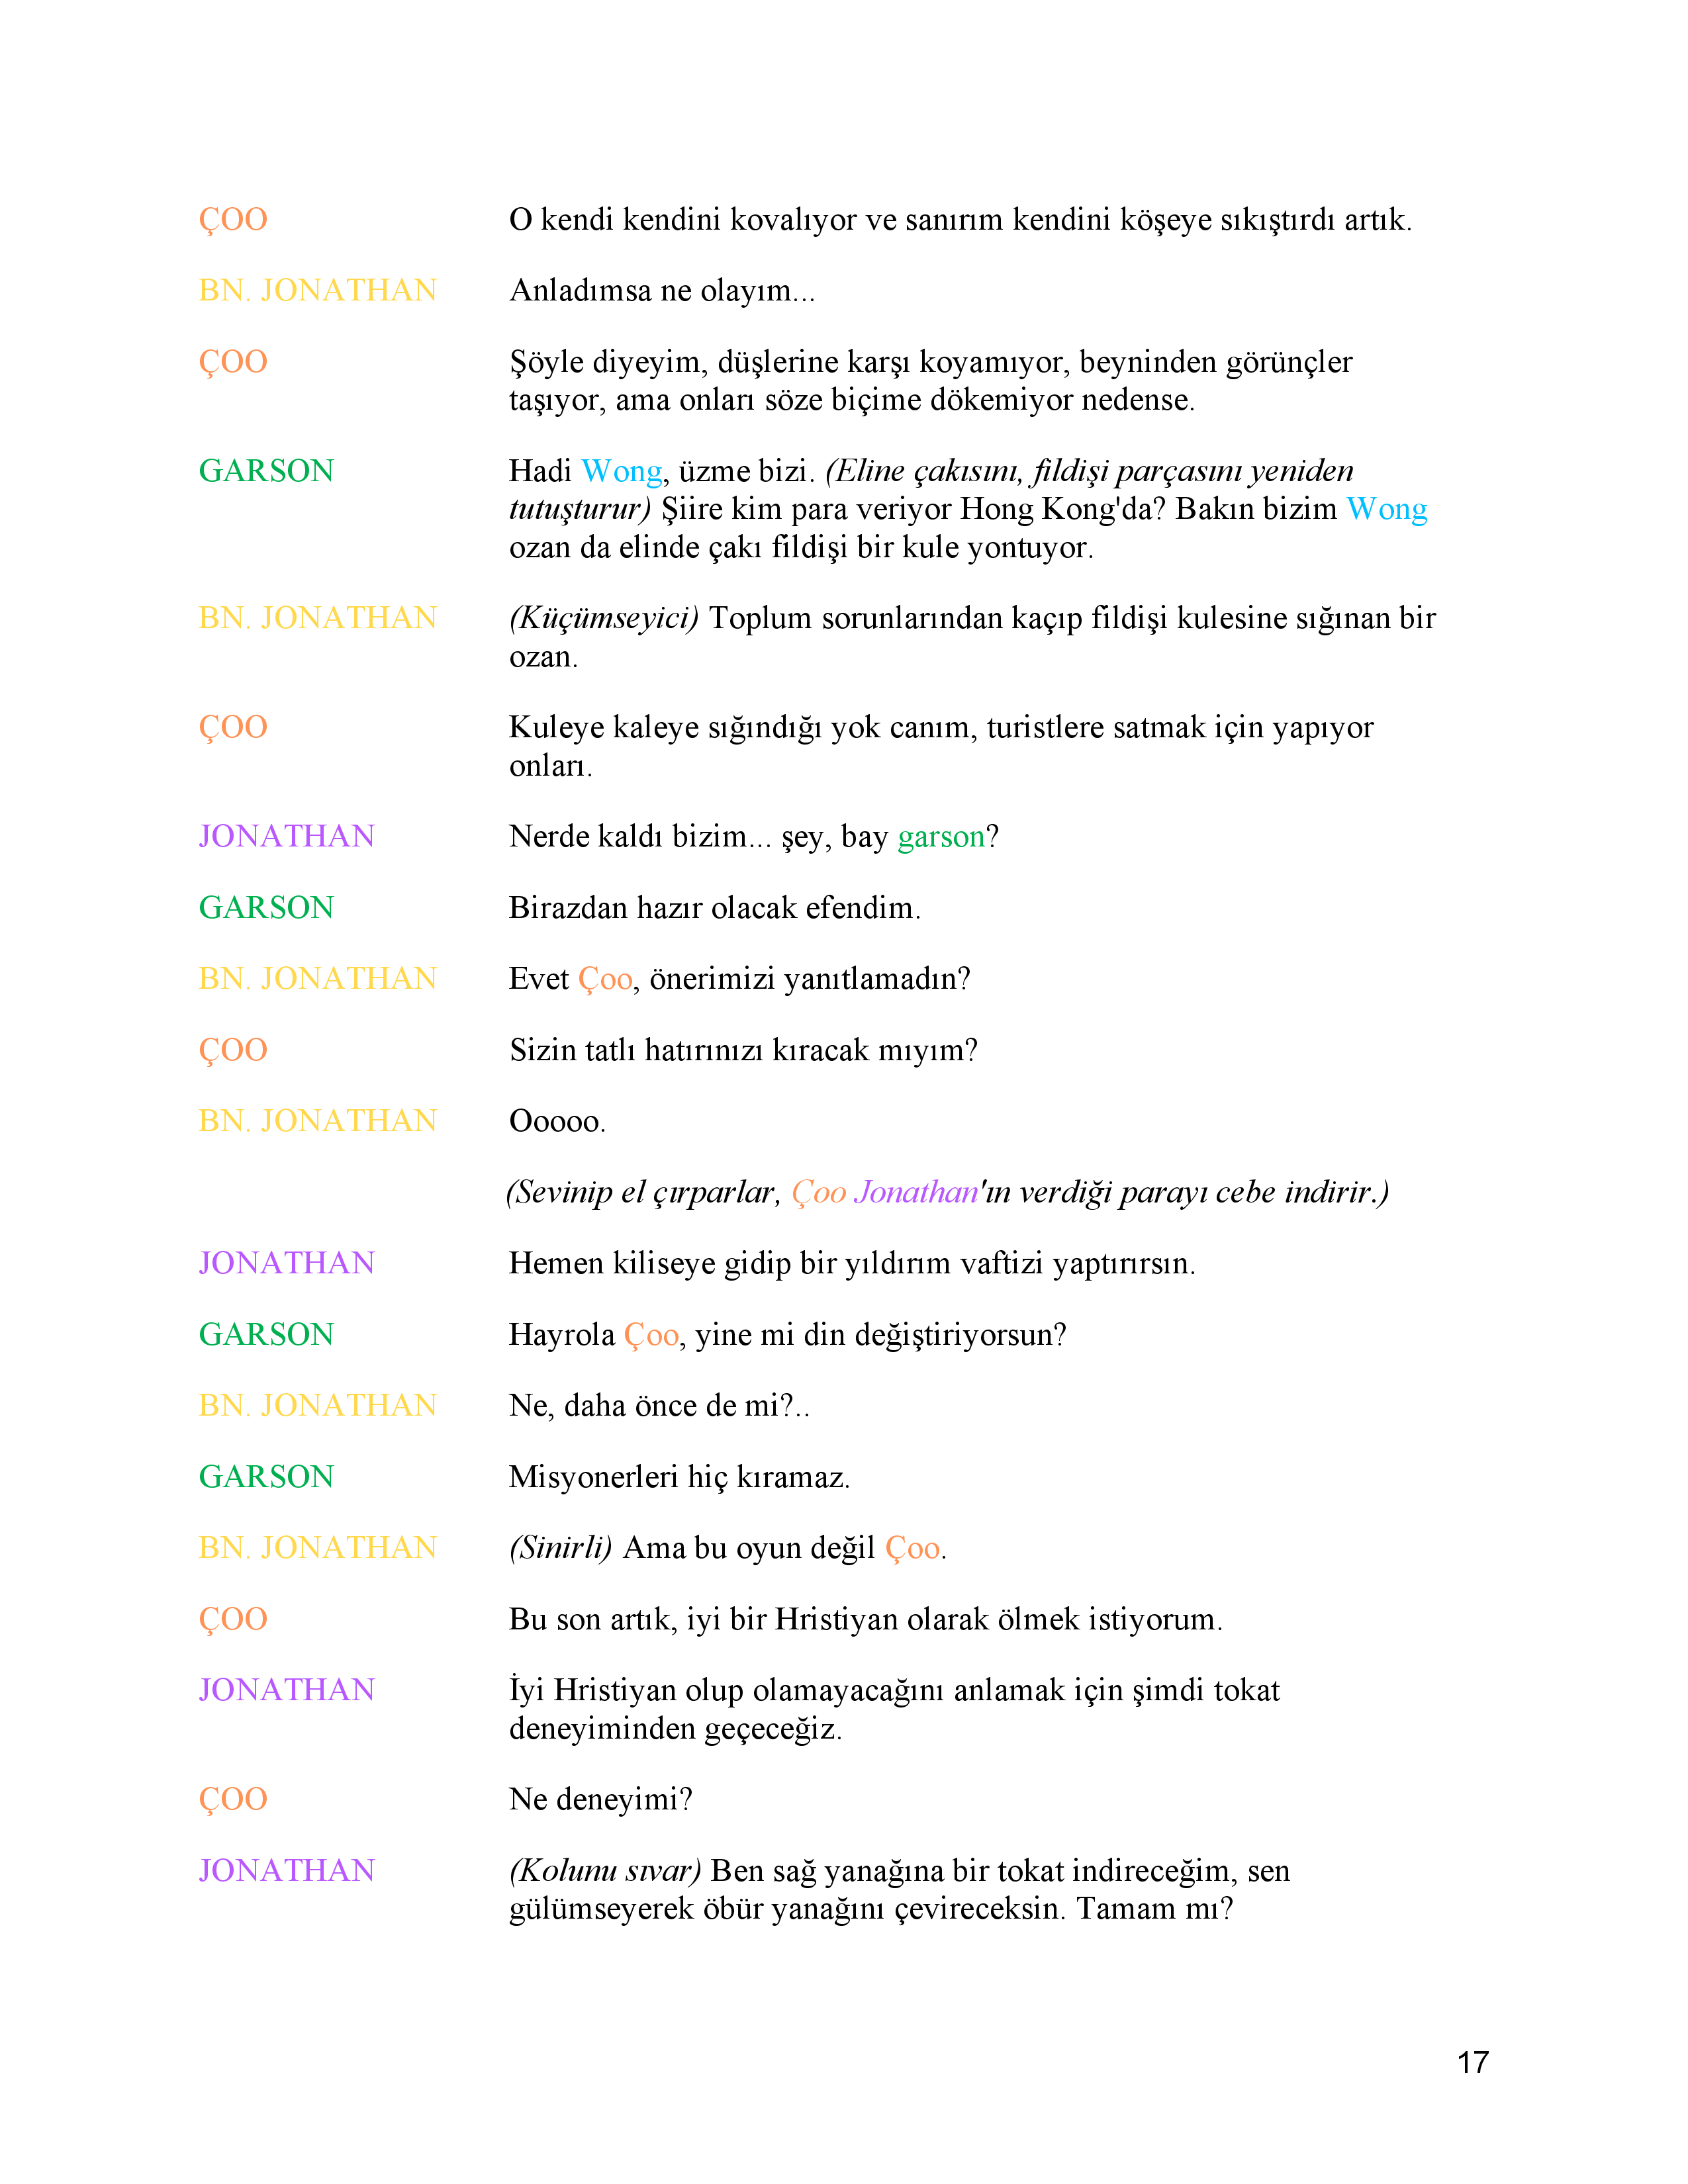 ÇOO O kendi kendini kovalıyor ve sanırım kendini köşeye sıkıştırdı artık.
BN. JONATHAN Anladımsa ne olayım...
ÇOO Şöyle diyeyim, düşlerine karşı koyamıyor, beyninden görünçler
taşıyor, ama onları söze biçime dökemiyor nedense.
GARSON Hadi Wong, üzme bizi. (Eline çakısını, fildişi parçasını yeniden
tutuşturur) Şiire kim para veriyor Hong Kong'da? Bakın bizim Wong
ozan da elinde çakı fildişi bir kule yontuyor.
BN. JONATHAN (Küçümseyici) Toplum sorunlarından kaçıp fildişi kulesine sığınan bir
ozan.
ÇOO Kuleye kaleye sığındığı yok canım, turistlere satmak için yapıyor
onları.
JONATHAN Nerde kaldı bizim... şey, bay garson?
GARSON Birazdan hazır olacak efendim.
BN. JONATHAN Evet Çoo, önerimizi yanıtlamadın?
ÇOO Sizin tatlı hatırınızı kıracak mıyım?
BN. JONATHAN Ooooo.
(Sevinip el çırparlar, Çoo Jonathan'ın verdiği parayı cebe indirir.)
JONATHAN Hemen kiliseye gidip bir yıldırım vaftizi yaptırırsın.
GARSON Hayrola Çoo, yine mi din değiştiriyorsun?
BN. JONATHAN Ne, daha önce de mi?..
GARSON Misyonerleri hiç kıramaz.
BN. JONATHAN (Sinirli) Ama bu oyun değil Çoo.
ÇOO Bu son artık, iyi bir Hristiyan olarak ölmek istiyorum.
JONATHAN İyi Hristiyan olup olamayacağını anlamak için şimdi tokat
deneyiminden geçeceğiz.
ÇOO Ne deneyimi?
JONATHAN (Kolunu sıvar) Ben sağ yanağına bir tokat indireceğim, sen
gülümseyerek öbür yanağını çevireceksin. Tamam mı?
17